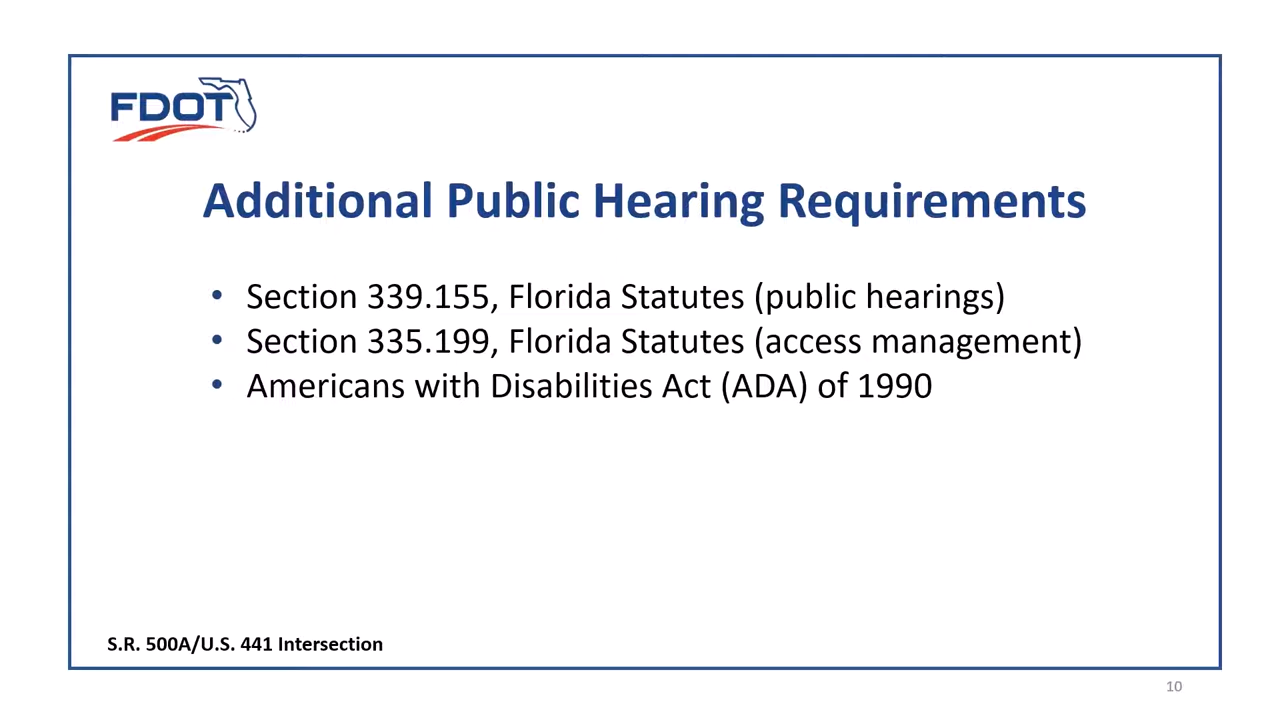 FDOT
Additional Public Hearing Requirements
• Section 339.155, Florida Statutes (public hearings)
• Section 335.199, Florida Statutes (access management)
• Americans with Disabilities Act (ADA) of 1990
S.R. 500A/U.S. 441 Intersection
10